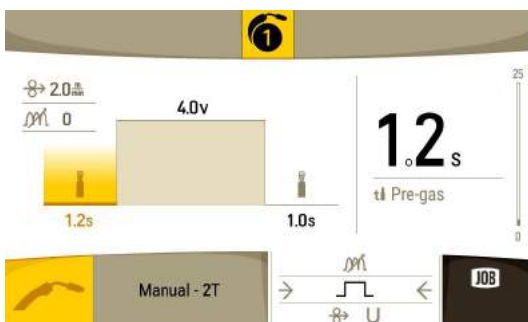 1
2.0 m/min
0
4.0v
1.2s
1.0s
1.2 s
t1 Pre-gas
25
0
Manual - 2T
U
JOB